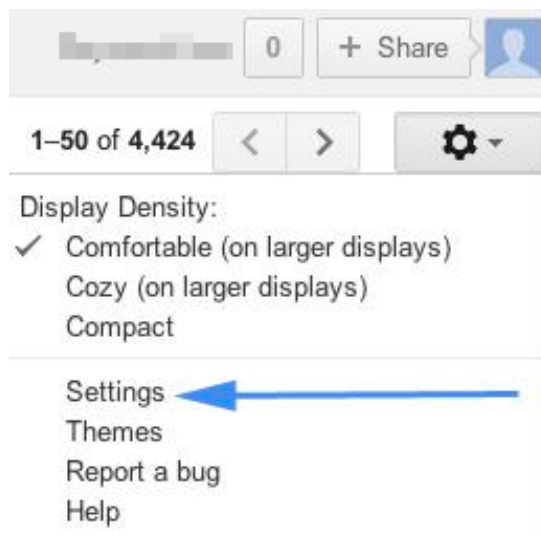 0 + Share
1–50 of 4,424
Display Density:
Comfortable (on larger displays)
Cozy (on larger displays)
Compact
Settings
Themes
Report a bug
Help